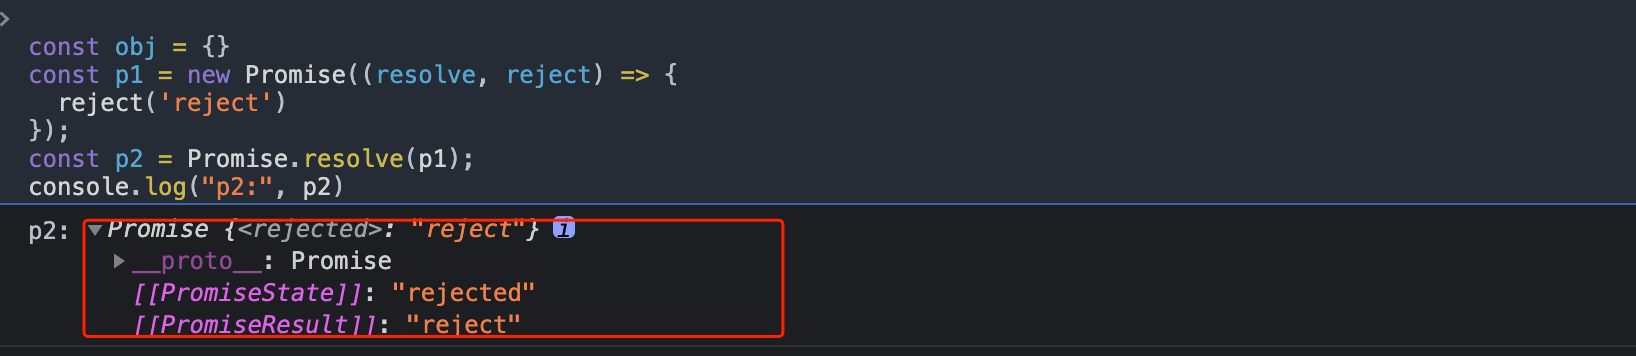 const obj = {}
const p1 = new Promise((resolve, reject) => {
  reject('reject')
});
const p2 = Promise.resolve(p1);
console.log("p2:", p2)
p2: ▼Promise {<rejected>: "reject"} i
▶__proto__: Promise
[[PromiseState]]: "rejected"
[[PromiseResult]]: "reject"